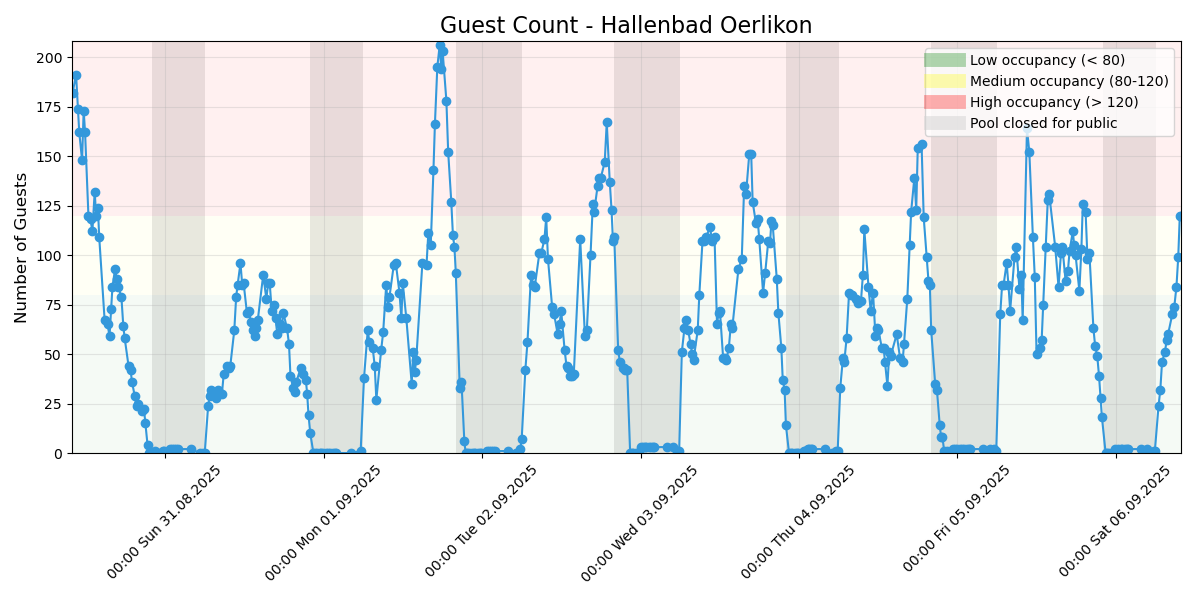 Guest Count - Hallenbad Oerlikon
Number of Guests
200
175
150
125
100
75
50
25
0
Low occupancy (< 80)
Medium occupancy (80-120)
High occupancy (> 120)
Pool closed for public
00:00 Sun 31.08.2025
00:00 Mon 01.09.2025
00:00 Tue 02.09.2025
00:00 Wed 03.09.2025
00:00 Thu 04.09.2025
00:00 Fri 05.09.2025
00:00 Sat 06.09.2025